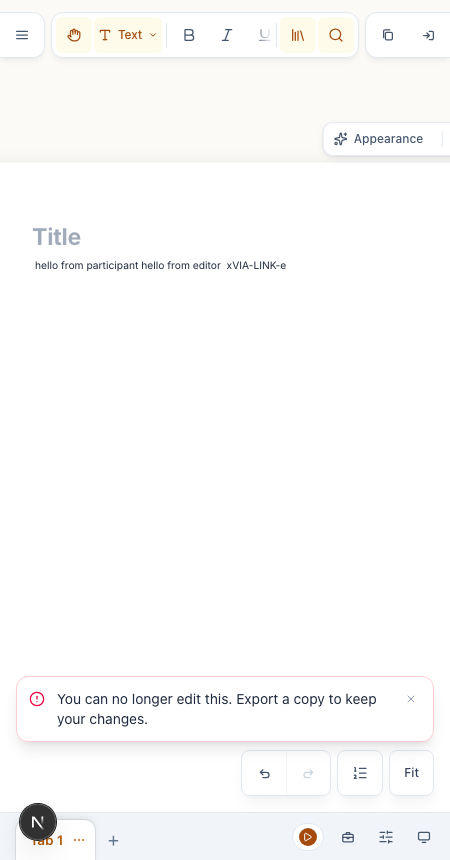 Text
B
I
U
Appearance
Title
hello from participant hello from editor xVIA-LINK-e
You can no longer edit this. Export a copy to keep
your changes.
Fit
N
Tab 1